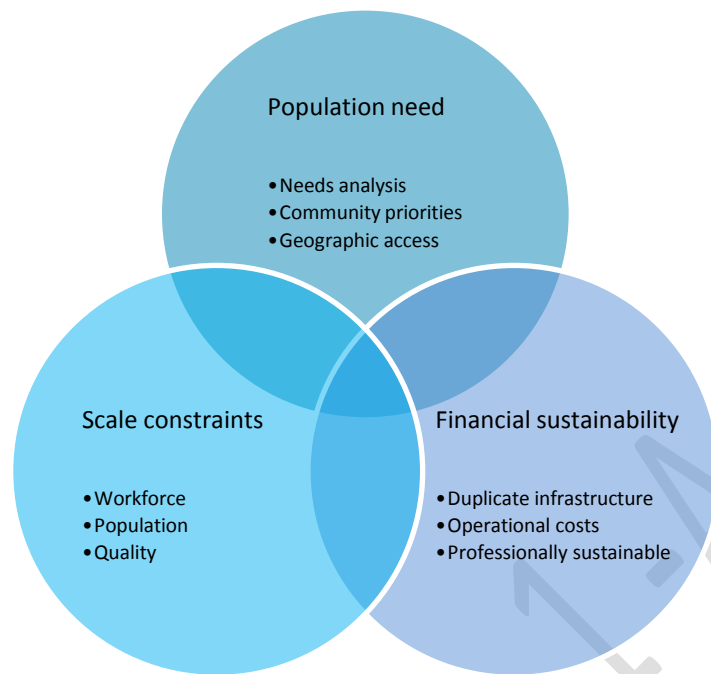 Population need
•Needs analysis
•Community priorities
•Geographic access
Scale constraints
•Workforce
•Population
•Quality
Financial sustainability
•Duplicate infrastructure
•Operational costs
•Professionally sustainable